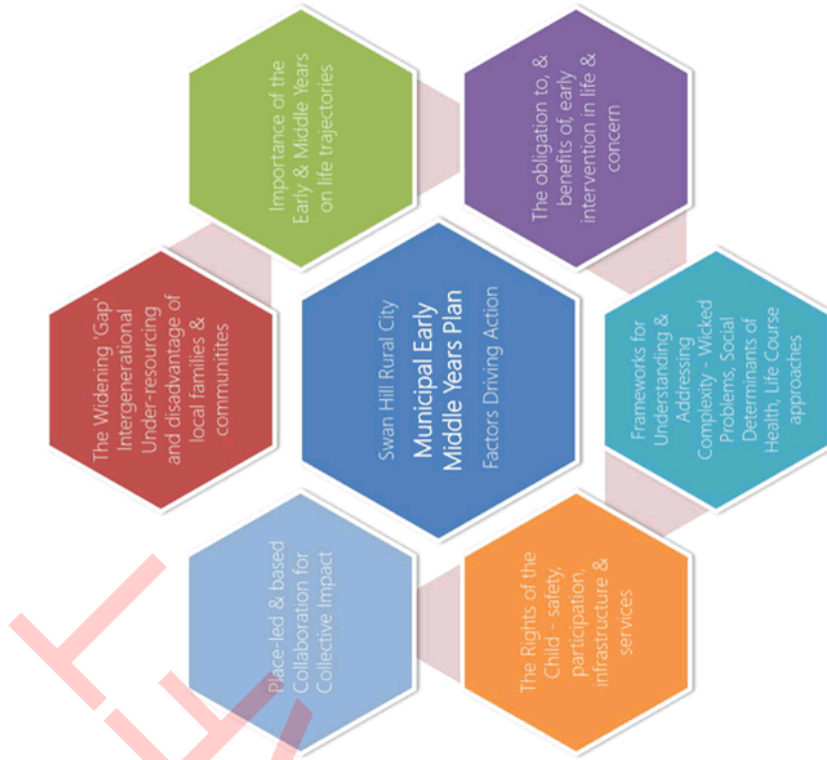 Swan Hill Rural City
Municipal Early
Middle Years Plan
Factors Driving Action
The Widening 'Gap'
Intergenerational
Under-resourcing
and disadvantage of
local families &
communitites
Importance of the
Early & Middle Years
on life trajectories
The obligation to, &
benefits of, early
intervention in life &
concern
Frameworks for
Understanding &
Addressing
Complexity - Wicked
Problems, Social
Determinants of
Health, Life Course
approaches
The Rights of the
Child - safety,
participation,
infrastructure &
services
Place-led & based
Collaboration for
Collective Impact